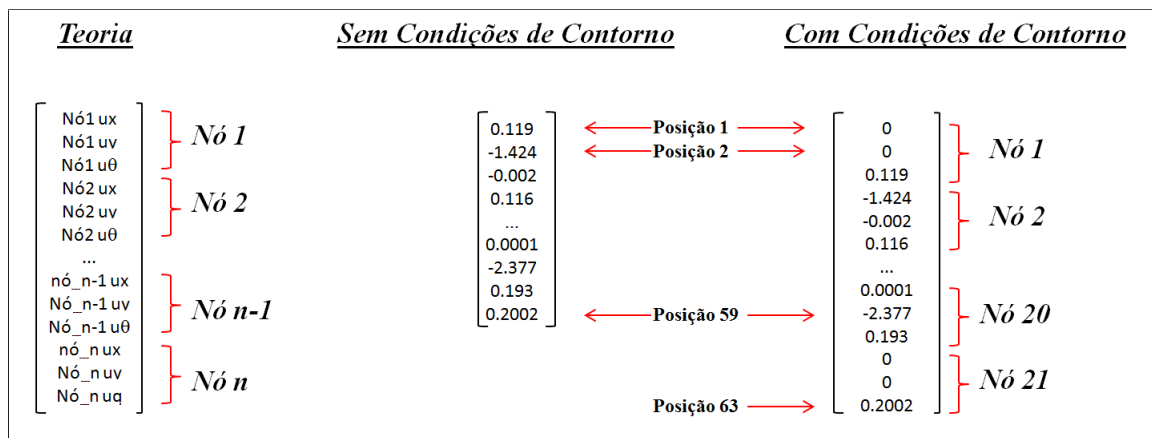 Teoria
Sem Condições de Contorno
Com Condições de Contorno
Nó1 ux
Nó1 uv
Nó1 uθ
Nó2 ux
Nó2 uv
Nó2 uθ
...
nó_n-1 ux
Nó_n-1 uv
Nó_n-1 uθ
nó_n ux
Nó_n uv
Nó_n uq
Nó 1
Nó 2
Nó n-1
Nó n
0.119
-1.424
-0.002
0.116
...
0.0001
-2.377
0.193
0.2002
Posição 1
Posição 2
Posição 59
Posição 63
0
0
0.119
-1.424
-0.002
0.116
...
0.0001
-2.377
0.193
0
0
0.2002
Nó 1
Nó 2
Nó 20
Nó 21